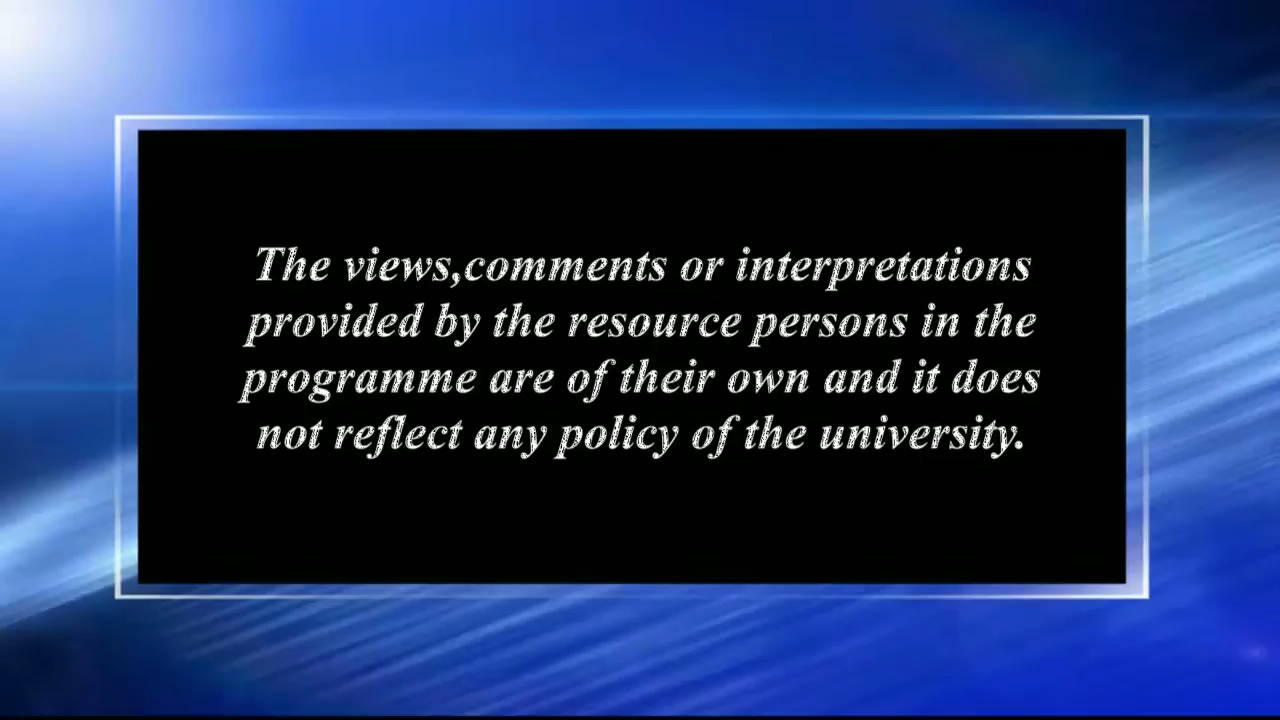 The views,comments or interpretations
provided by the resource persons in the
programme are of their own and it does
not reflect any policy of the university.